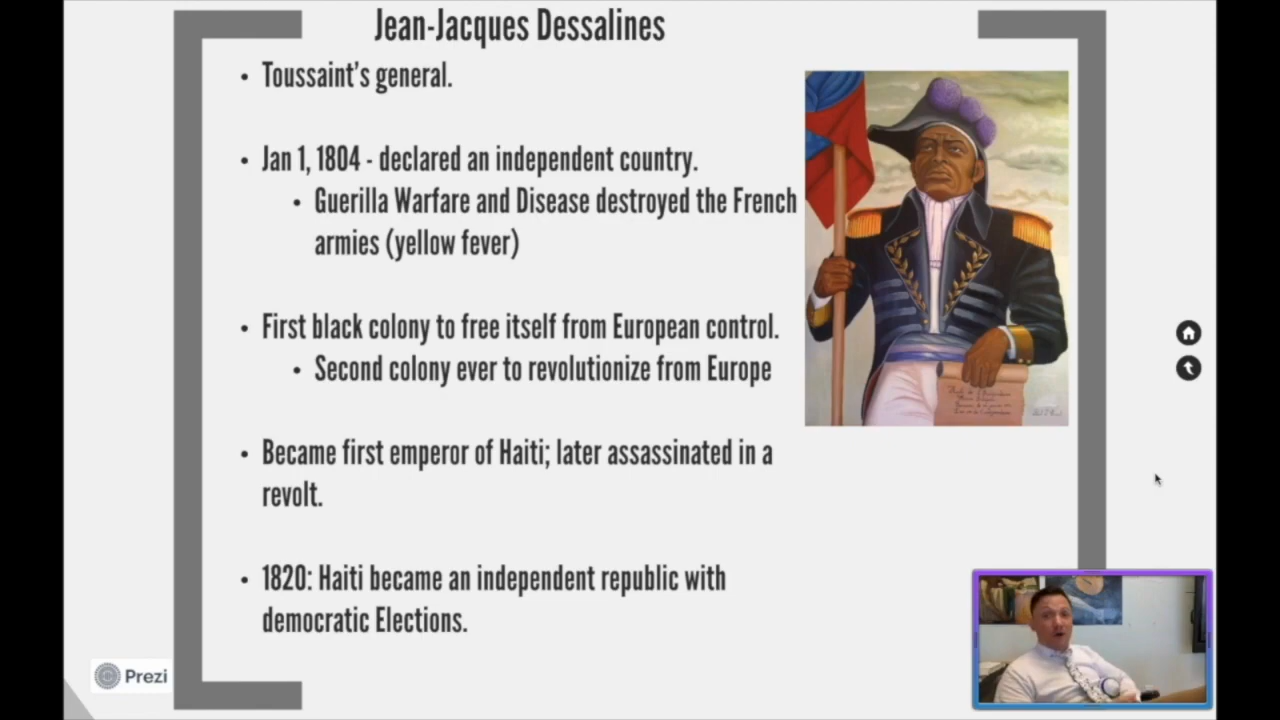 Jean-Jacques Dessalines
• Toussaint's general.
• Jan 1, 1804 - declared an independent country.
• Guerilla Warfare and Disease destroyed the French
armies (yellow fever)
• First black colony to free itself from European control.
• Second colony ever to revolutionize from Europe
• Became first emperor of Haiti; later assassinated in a
revolt.
• 1820: Haiti became an independent republic with
democratic Elections.
Prezi